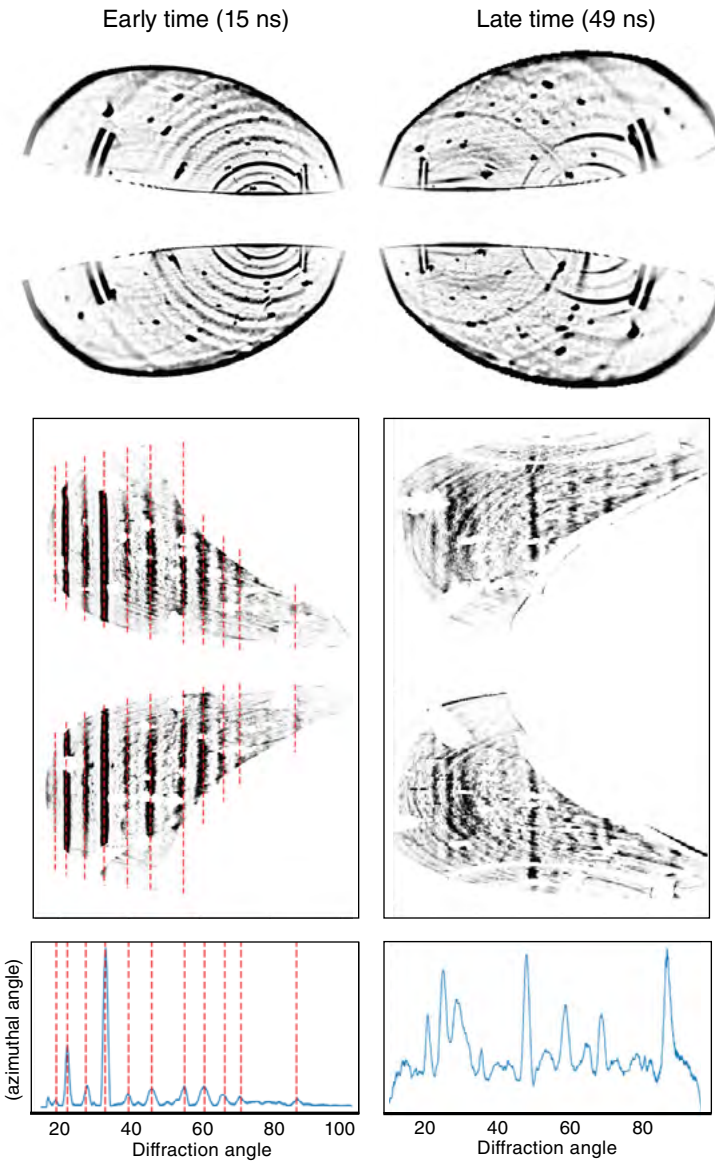 Early time (15 ns)
Late time (49 ns)
(azimuthal angle)
20 40 60 80 100
Diffraction angle
20 40 60 80
Diffraction angle